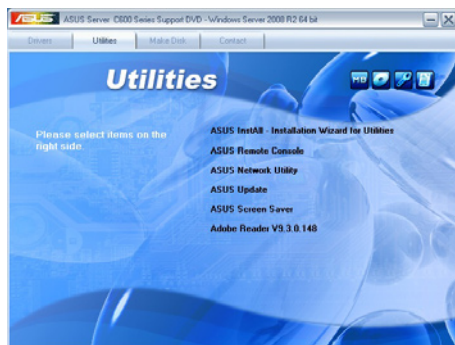 ASUS ASUS Server C600 Series Support DVD - Windows Server 2008 R2 64 bit
Drivers Utilities Make Disk Contact
Utilities
Please select items on the
right side.
ASUS InstAll - Installation Wizard for Utilities
ASUS Remote Console
ASUS Network Utility
ASUS Update
ASUS Screen Saver
Adobe Reader V9.3.0.148